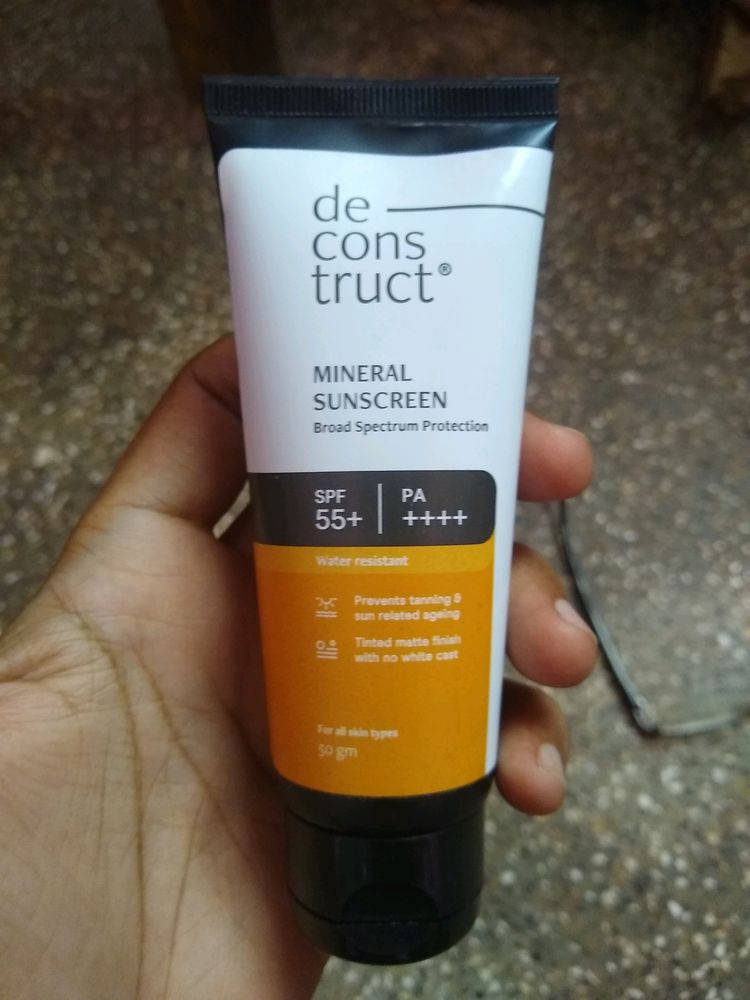 de
cons
truct®
MINERAL
SUNSCREEN
Broad Spectrum Protection
SPF
55+
PA
++++
Water resistant
Prevents tanning &
sun related ageing
Tinted matte finish
with no white cast
For all skin types
50 gm